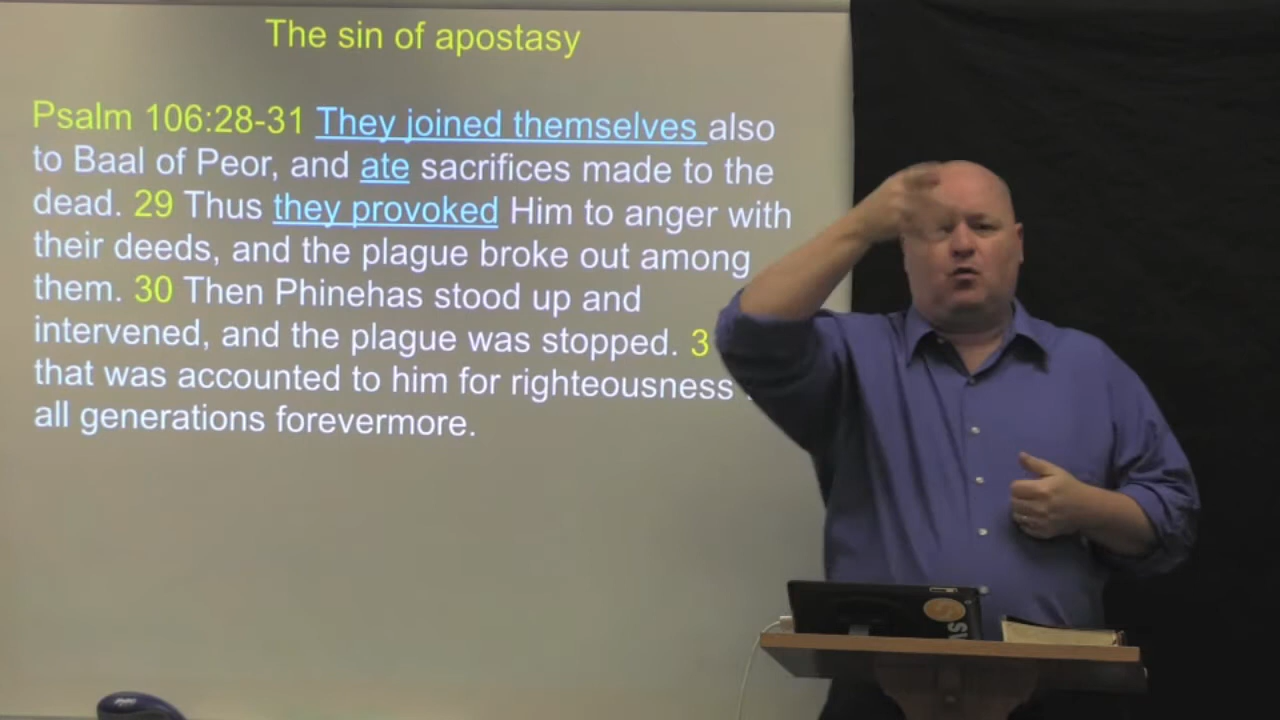 The sin of apostasy
Psalm 106:28-31 They joined themselves also
to Baal of Peor, and ate sacrifices made to the
dead. 29 Thus they provoked Him to anger with
their deeds, and the plague broke out among
them. 30 Then Phinehas stood up and
intervened, and the plague was stopped. 3
that was accounted to him for righteousness
all generations forevermore.